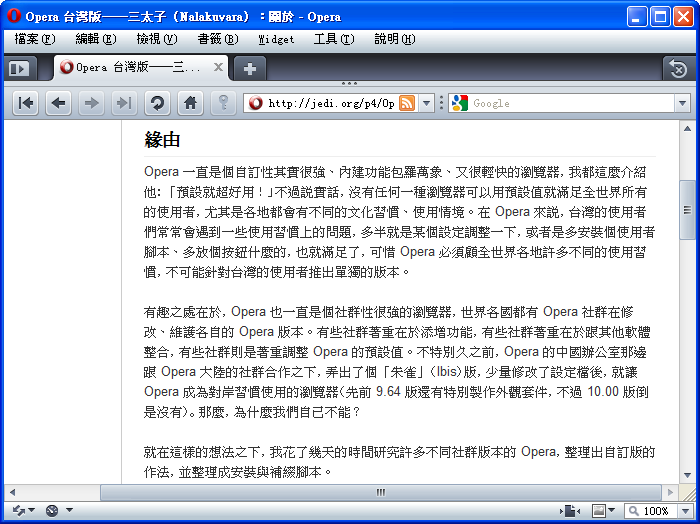 Opera 台灣版──三太子 (Nalakuvara) :關於 - Opera
檔案(F) 編輯(E) 檢視(V) 書籤(B) Widget 工具(T) 說明(H)
Opera 台灣版──三...
http://jedi.org/p4/Op Google
緣由
Opera 一直是個自訂性其實很強、內建功能包羅萬象、又很輕快的瀏覽器, 我都這麼介紹
他:「預設就超好用!」不過說實話, 沒有任何一種瀏覽器可以用預設值就滿足全世界所有
的使用者, 尤其是各地都會有不同的文化習慣、使用情境。在 Opera 來說, 台灣的使用者
們常常會遇到一些使用習慣上的問題, 多半就是某個設定調整一下, 或者是多安裝個使用者
腳本、多放個按鈕什麼的, 也就滿足了, 可惜 Opera 必須顧全世界各地許多不同的使用習
慣, 不可能針對台灣的使用者推出單獨的版本。
有趣之處在於, Opera 也一直是個社群性很強的瀏覽器, 世界各國都有 Opera 社群在修
改、維護各自的 Opera 版本。有些社群著重在於添增功能, 有些社群著重在於跟其他軟體
整合, 有些社群則是著重調整 Opera 的預設值。不特別久之前, Opera 的中國辦公室那邊
跟 Opera 大陸的社群合作之下, 弄出了個「朱雀」(Ibis)版, 少量修改了設定檔後, 就讓
Opera 成為對岸習慣使用的瀏覽器(先前 9.64 版還有特別製作外觀套件, 不過 10.00 版倒
是沒有)。那麼, 為什麼我們自己不能?
就在這樣的想法之下, 我花了幾天的時間研究許多不同社群版本的 Opera, 整理出自訂版的
作法, 並整理成安裝與補綴腳本。
100%